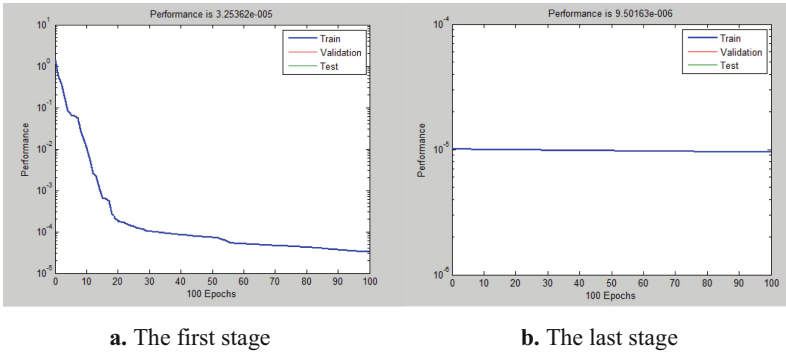 Performance is 3.25362e-005
10^1
10^0
10^-1
10^-2
10^-3
10^-4
10^-5
Performance
Train
Validation
Test
0 10 20 30 40 50 60 70 80 90 100
100 Epochs
a. The first stage
Performance is 9.50163e-006
10^-4
10^-5
10^-6
Performance
Train
Validation
Test
0 10 20 30 40 50 60 70 80 90 100
100 Epochs
b. The last stage